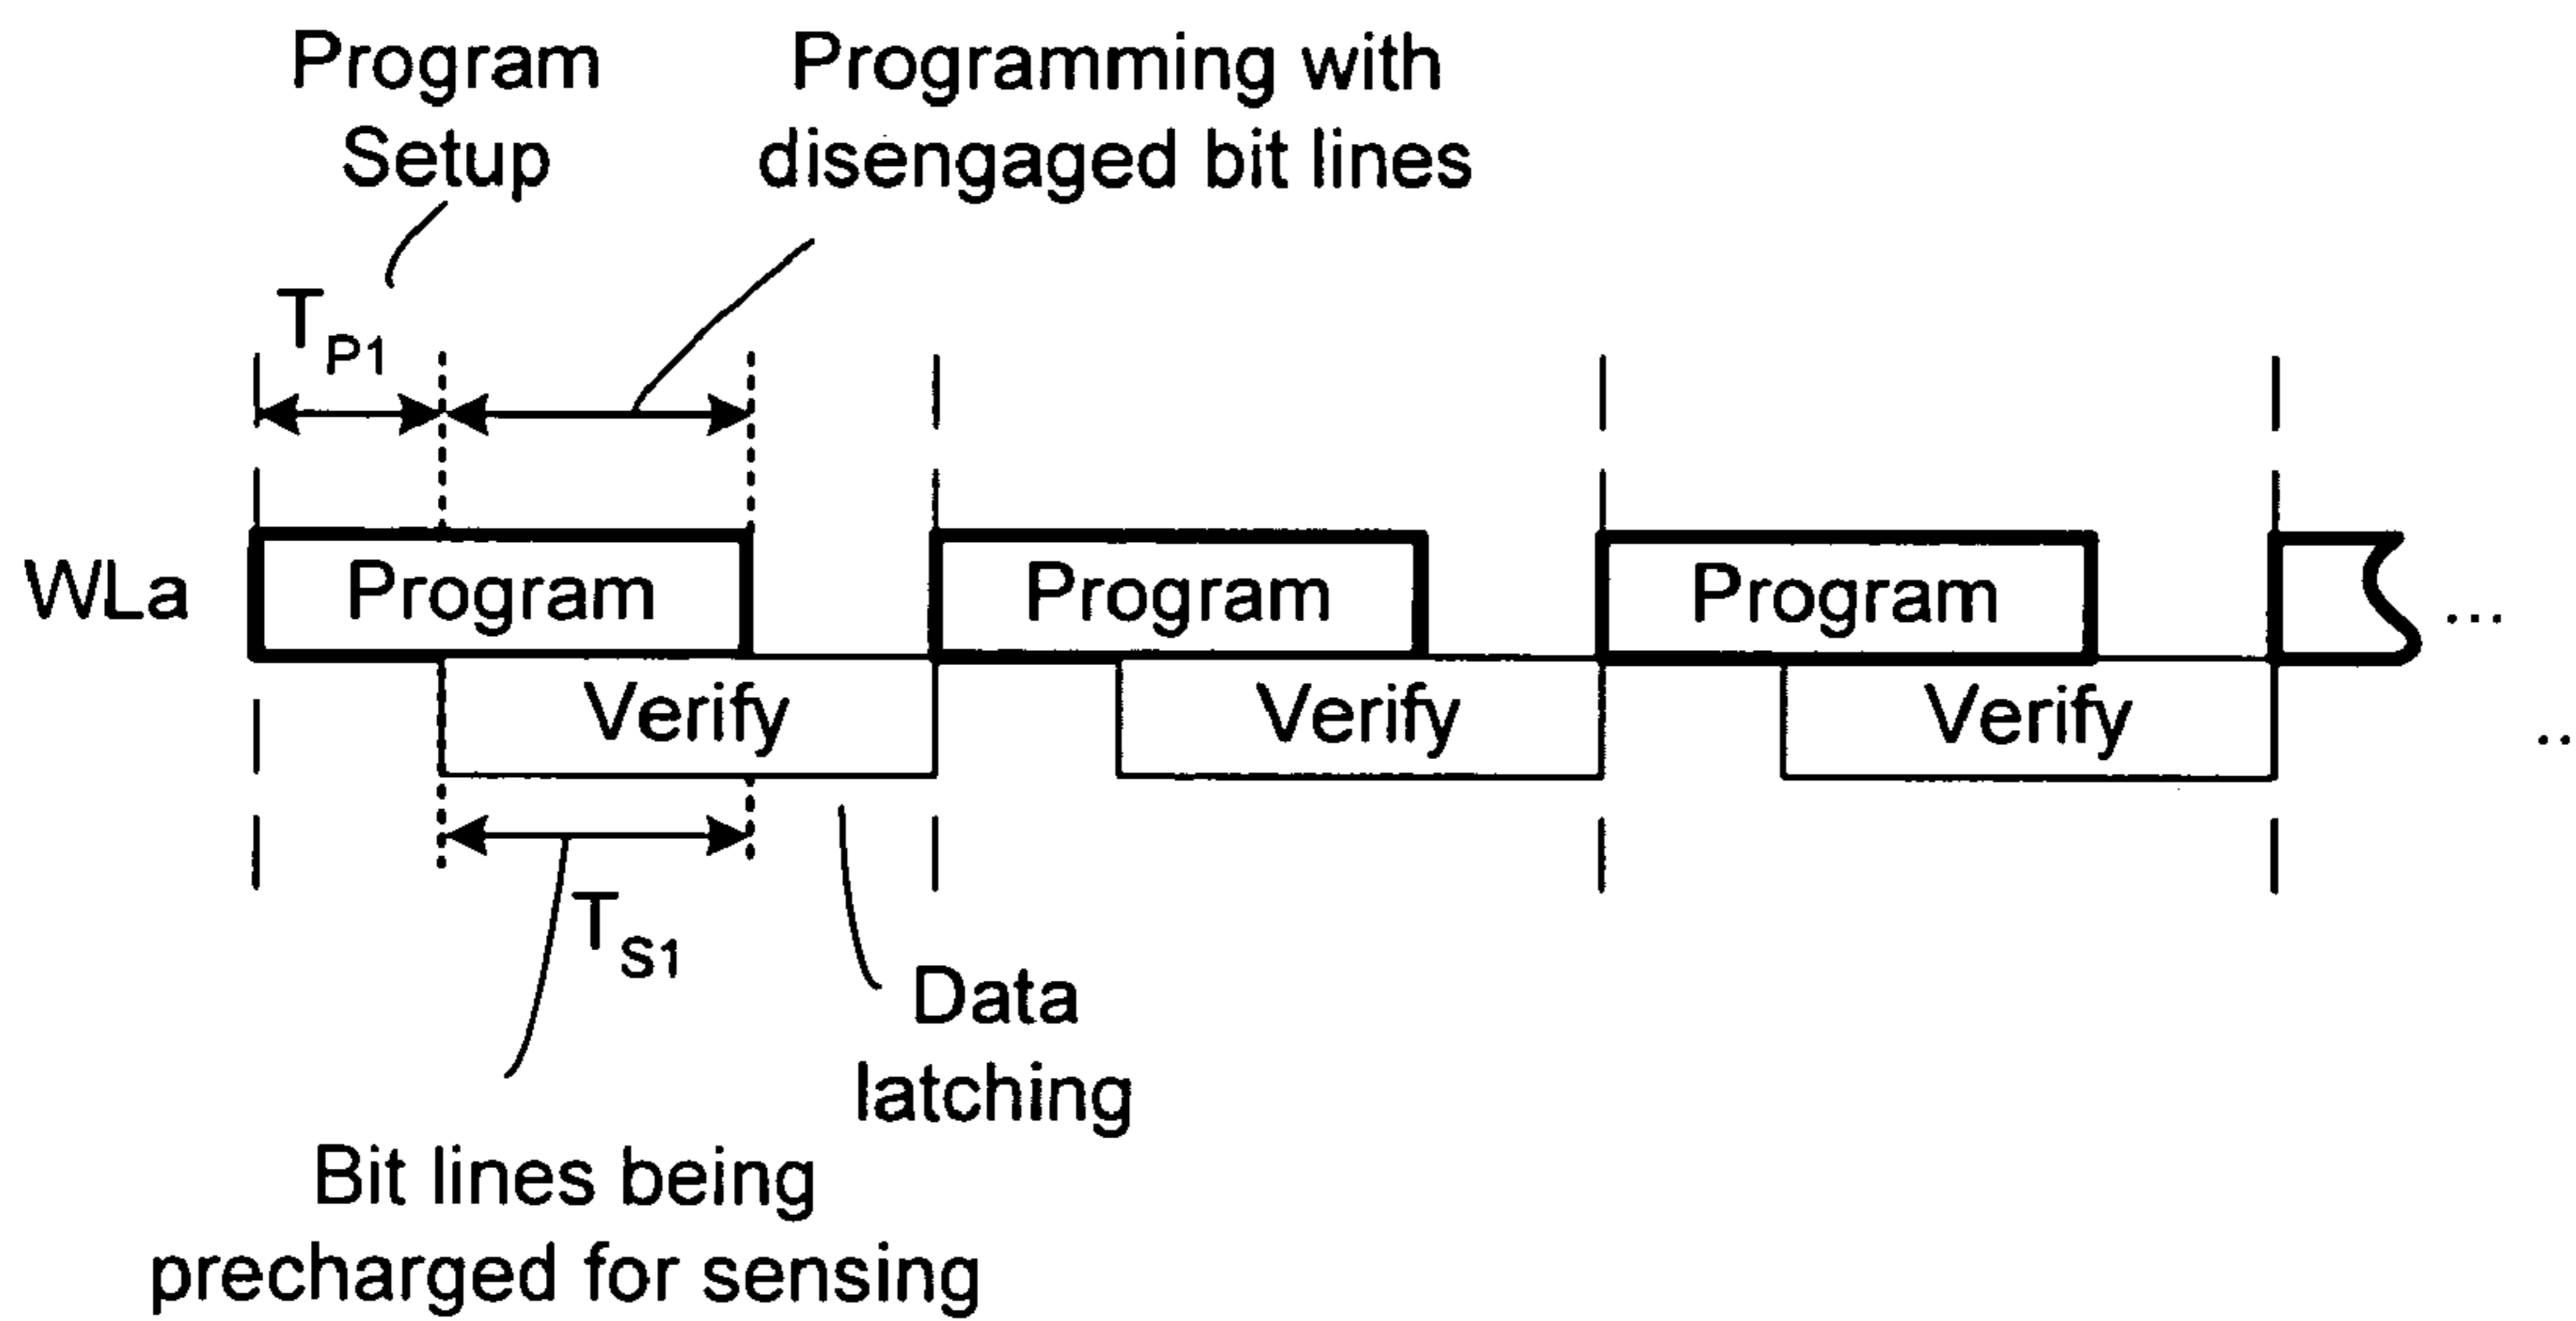 Program
Setup
Programming with
disengaged bit lines
TP1
WLa
Program
Program
Program
...
Verify
Verify
Verify
..
TS1
Data
latching
Bit lines being
precharged for sensing